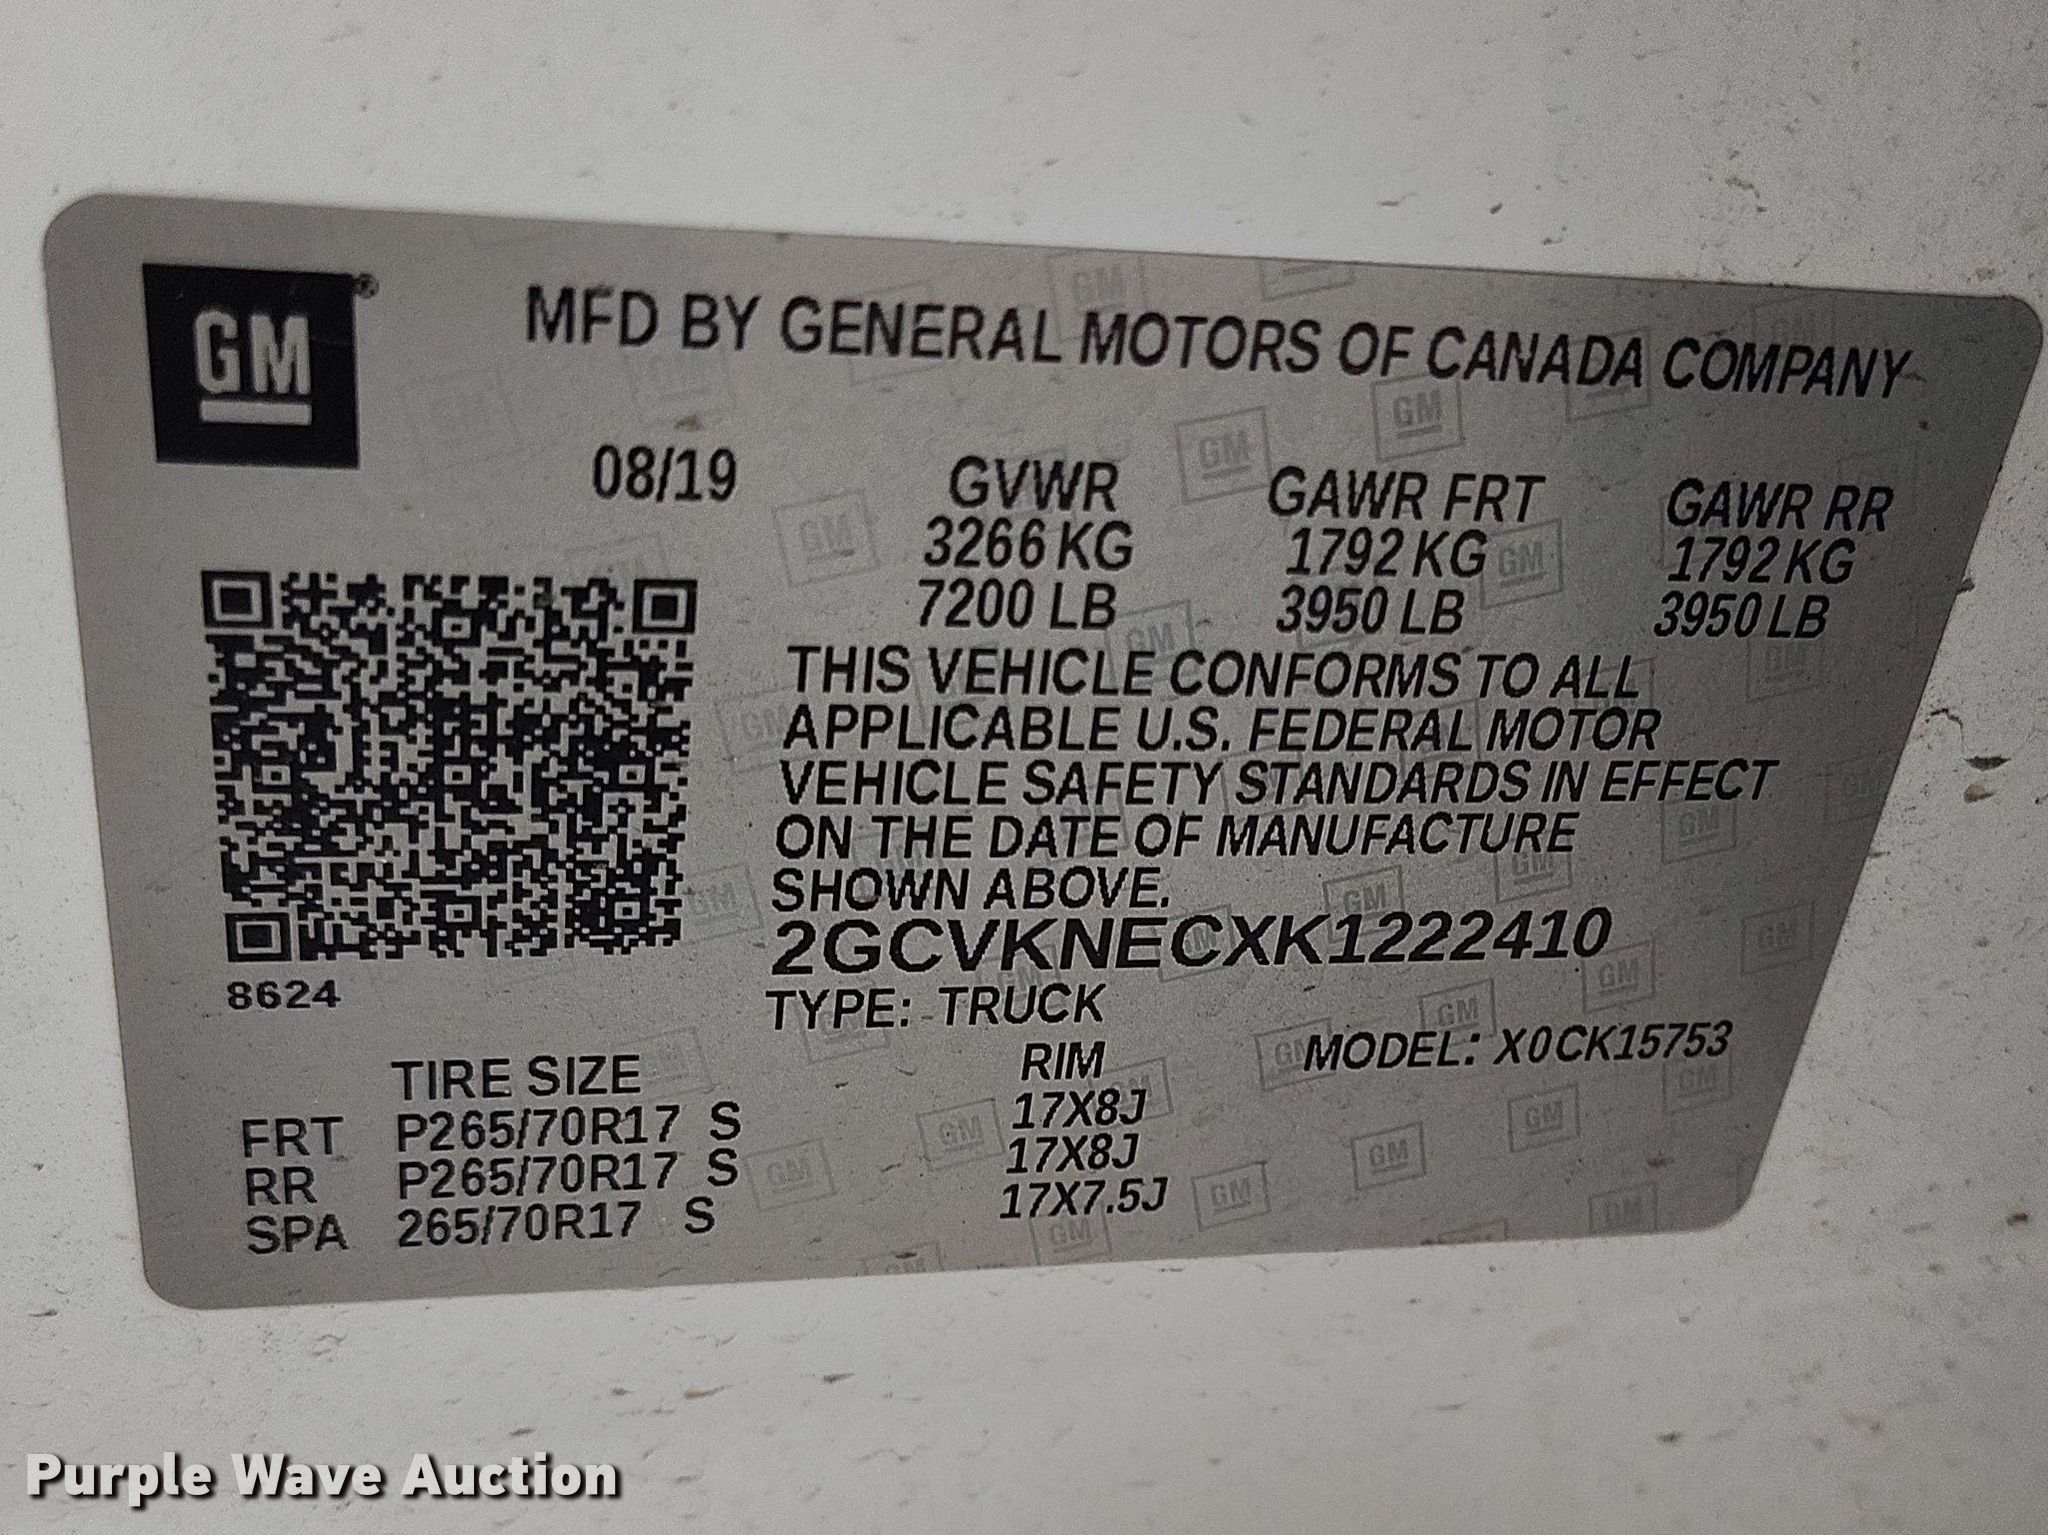 GM®
MFD BY GENERAL MOTORS OF CANADA COMPANY
08/19
GVWR
3266 KG
7200 LB
GAWR FRT
1792 KG
3950 LB
GAWR RR
1792 KG
3950 LB
THIS VEHICLE CONFORMS TO ALL
APPLICABLE U.S. FEDERAL MOTOR
VEHICLE SAFETY STANDARDS IN EFFECT
ON THE DATE OF MANUFACTURE
SHOWN ABOVE.
2GCVKNECXK1222410
8624
TYPE: TRUCK
MODEL: X0CK15753
TIRE SIZE RIM
FRT P265/70R17 S 17X8J
RR P265/70R17 S 17X8J
SPA 265/70R17 S 17X7.5J
Purple Wave Auction